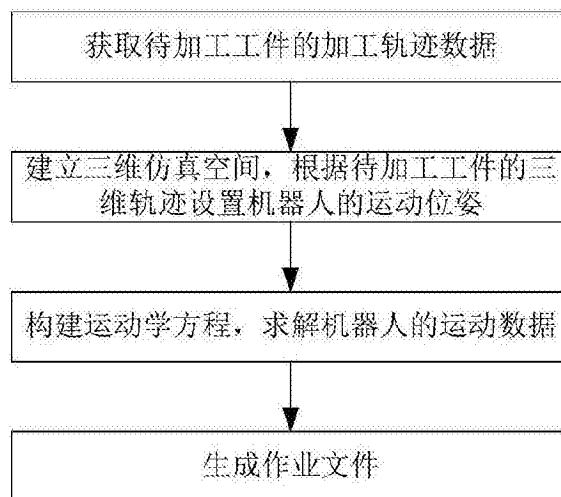 获取待加工工件的加工轨迹数据
建立三维仿真空间，根据待加工工件的三
维轨迹设置机器人的运动位姿
构建运动学方程，求解机器人的运动数据
生成作业文件